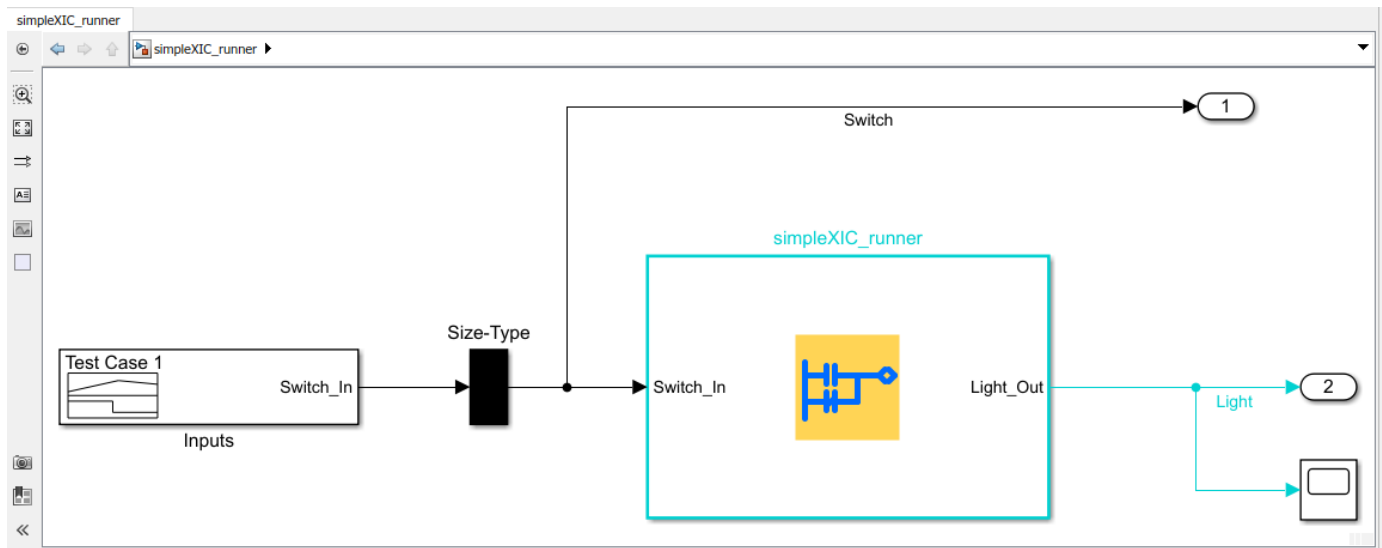 simpleXIC_runner
simpleXIC_runner
1
Switch
simpleXIC_runner
Size-Type
Test Case 1
Switch_In
Switch_In
Light_Out
2
Light
Inputs